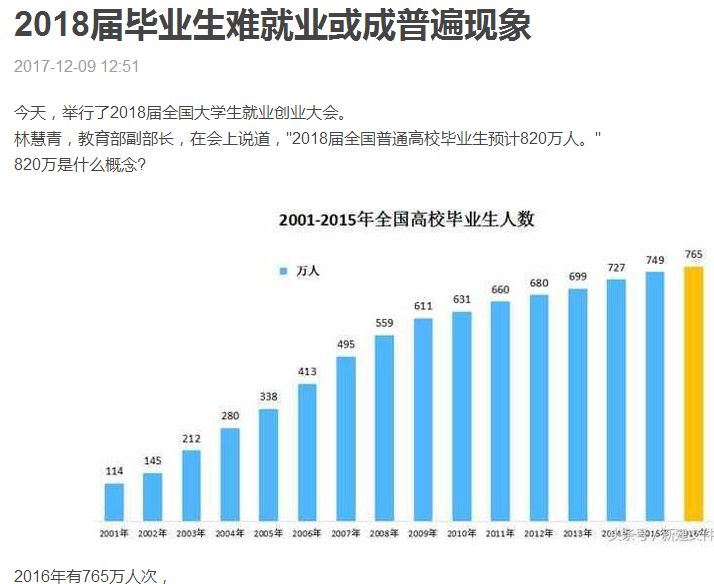 2018届毕业生难就业或成普遍现象
2017-12-09 12:51
今天，举行了2018届全国大学生就业创业大会。
林慧青，教育部副部长，在会上说道，"2018届全国普通高校毕业生预计820万人。"
820万是什么概念?
2001-2015年全国高校毕业生人数
万人
114 145 212 280 338 413 495 559 611 631 660 680 699 727 749 765
2001年 2002年 2003年 2004年 2005年 2006年 2007年 2008年 2009年 2010年 2011年 2012年 2013年
2016年有765万人次，